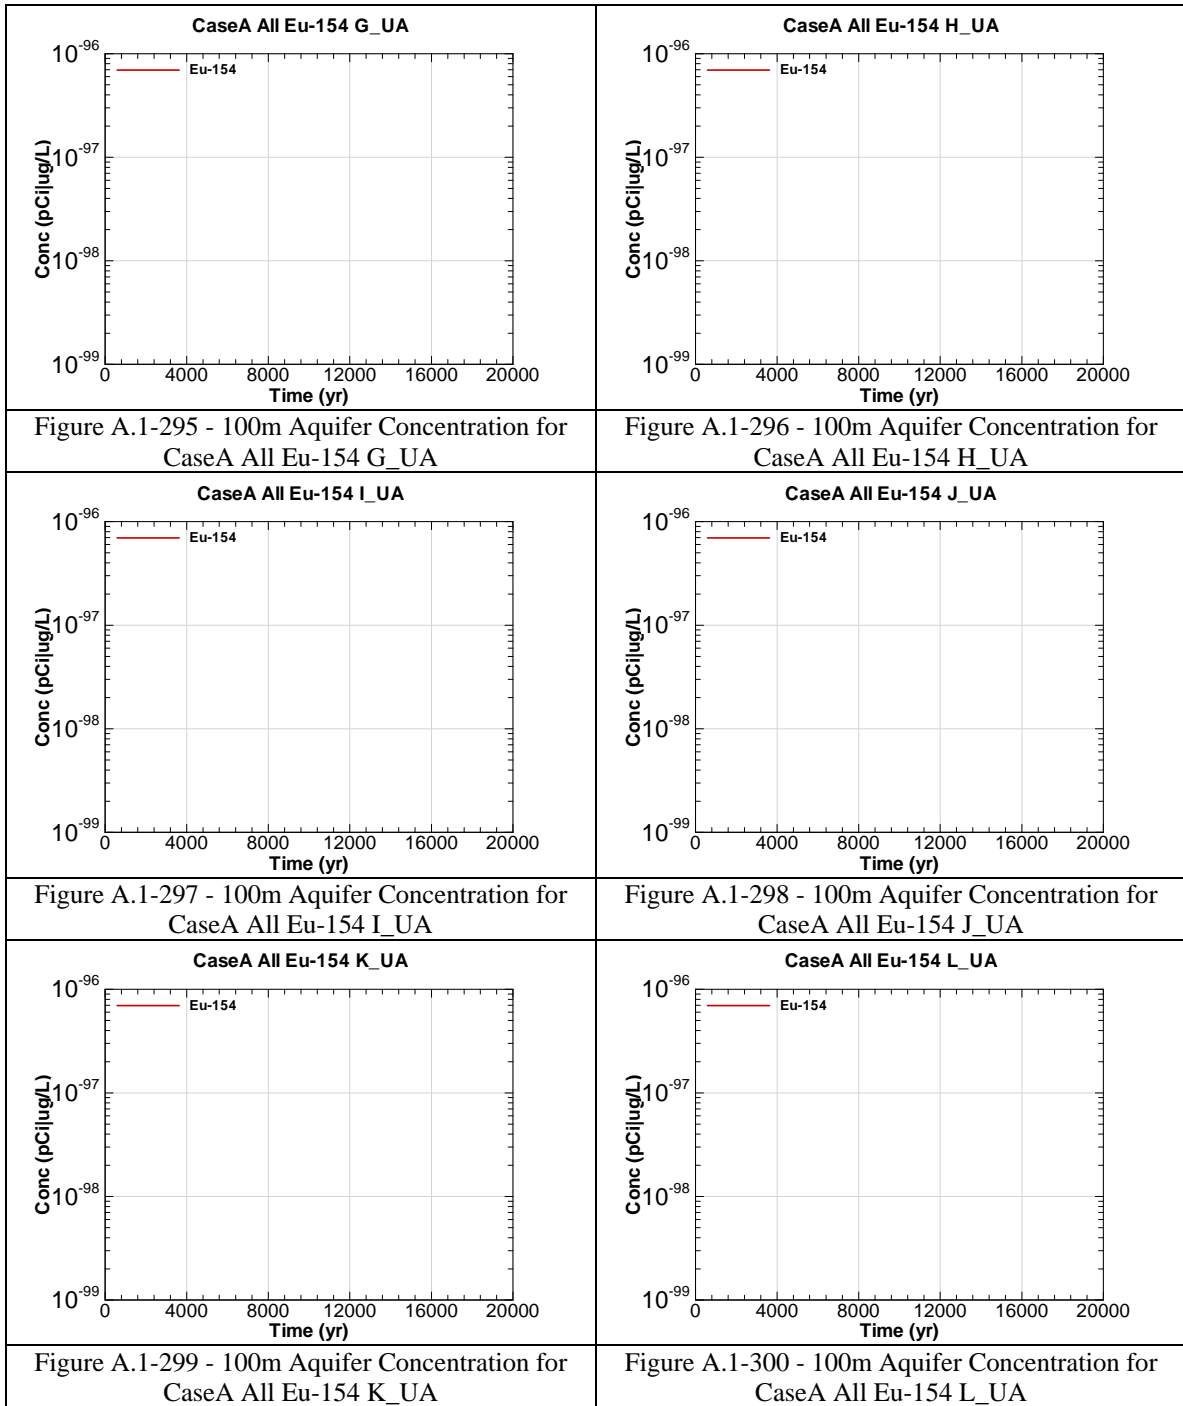 CaseA All Eu-154 G_UA
10^-96
Eu-154
10^-97
Conc (pCi|ug/L)
10^-98
10^-99
0 4000 8000 12000 16000 20000
Time (yr)
Figure A.1-295 - 100m Aquifer Concentration for
CaseA All Eu-154 G_UA
CaseA All Eu-154 H_UA
10^-96
Eu-154
10^-97
Conc (pCi|ug/L)
10^-98
10^-99
0 4000 8000 12000 16000 20000
Time (yr)
Figure A.1-296 - 100m Aquifer Concentration for
CaseA All Eu-154 H_UA
CaseA All Eu-154 I_UA
10^-96
Eu-154
10^-97
Conc (pCi|ug/L)
10^-98
10^-99
0 4000 8000 12000 16000 20000
Time (yr)
Figure A.1-297 - 100m Aquifer Concentration for
CaseA All Eu-154 I_UA
CaseA All Eu-154 J_UA
10^-96
Eu-154
10^-97
Conc (pCi|ug/L)
10^-98
10^-99
0 4000 8000 12000 16000 20000
Time (yr)
Figure A.1-298 - 100m Aquifer Concentration for
CaseA All Eu-154 J_UA
CaseA All Eu-154 K_UA
10^-96
Eu-154
10^-97
Conc (pCi|ug/L)
10^-98
10^-99
0 4000 8000 12000 16000 20000
Time (yr)
Figure A.1-299 - 100m Aquifer Concentration for
CaseA All Eu-154 K_UA
CaseA All Eu-154 L_UA
10^-96
Eu-154
10^-97
Conc (pCi|ug/L)
10^-98
10^-99
0 4000 8000 12000 16000 20000
Time (yr)
Figure A.1-300 - 100m Aquifer Concentration for
CaseA All Eu-154 L_UA